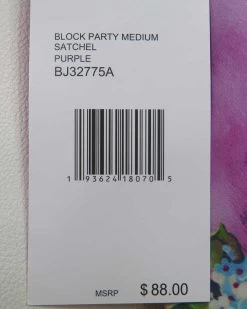 BLOCK PARTY MEDIUM
SATCHEL
PURPLE
BJ32775A
1 93624 18070 5
MSRP $88.00